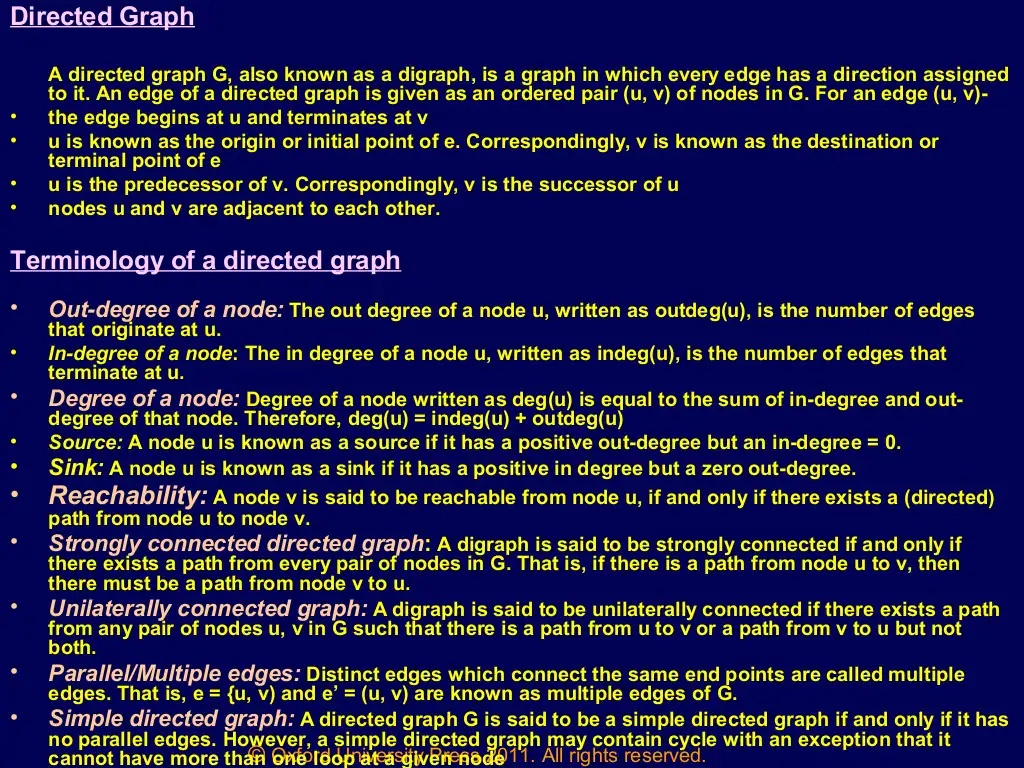 Directed Graph
A directed graph G, also known as a digraph, is a graph in which every edge has a direction assigned
to it. An edge of a directed graph is given as an ordered pair (u, v) of nodes in G. For an edge (u, v)-
• the edge begins at u and terminates at v
• u is known as the origin or initial point of e. Correspondingly, v is known as the destination or
terminal point of e
• u is the predecessor of v. Correspondingly, v is the successor of u
• nodes u and v are adjacent to each other.
Terminology of a directed graph
• Out-degree of a node: The out degree of a node u, written as outdeg(u), is the number of edges
that originate at u.
• In-degree of a node: The in degree of a node u, written as indeg(u), is the number of edges that
terminate at u.
• Degree of a node: Degree of a node written as deg(u) is equal to the sum of in-degree and out-
degree of that node. Therefore, deg(u) = indeg(u) + outdeg(u)
• Source: A node u is known as a source if it has a positive out-degree but an in-degree = 0.
• Sink: A node u is known as a sink if it has a positive in degree but a zero out-degree.
• Reachability: A node v is said to be reachable from node u, if and only if there exists a (directed)
path from node u to node v.
• Strongly connected directed graph: A digraph is said to be strongly connected if and only if
there exists a path from every pair of nodes in G. That is, if there is a path from node u to v, then
there must be a path from node v to u.
• Unilaterally connected graph: A digraph is said to be unilaterally connected if there exists a path
from any pair of nodes u, v in G such that there is a path from u to v or a path from v to u but not
both.
• Parallel/Multiple edges: Distinct edges which connect the same end points are called multiple
edges. That is, e = {u, v) and e’ = (u, v) are known as multiple edges of G.
• Simple directed graph: A directed graph G is said to be a simple directed graph if and only if it has
no parallel edges. However, a simple directed graph may contain cycle with an exception that it
cannot have more than one loop at a given node
© Oxford University Press 2011. All rights reserved.